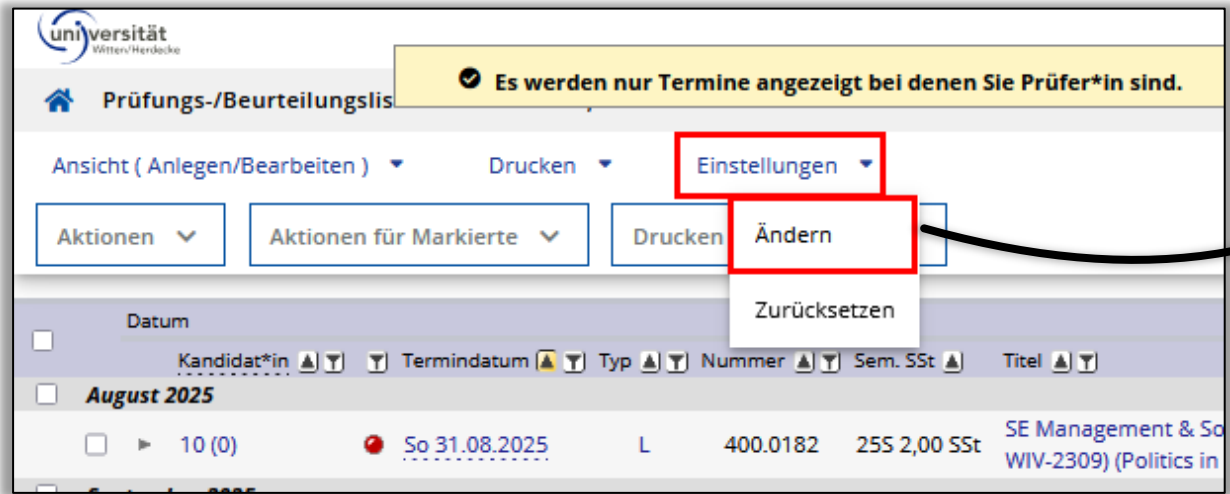 universität
Witten/Herdecke
Es werden nur Termine angezeigt bei denen Sie Prüfer*in sind.
Prüfungs-/Beurteilungslis
Ansicht ( Anlegen/Bearbeiten ) Drucken Einstellungen
Aktionen Aktionen für Markierte Drucken
Ändern
Zurücksetzen
Datum
Kandidat*in Termindatum Typ Nummer Sem. SSt Titel
August 2025
10 (0) So 31.08.2025 L 400.0182 25S 2,00 SSt SE Management & So
WIV-2309) (Politics in